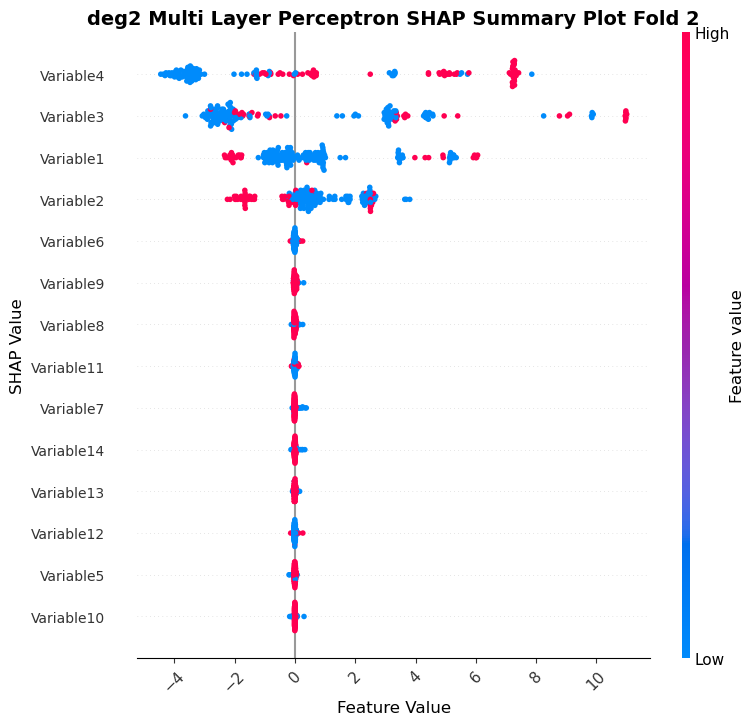 deg2 Multi Layer Perceptron SHAP Summary Plot Fold 2
High
Variable4
Variable3
Variable1
Variable2
Variable6
Variable9
Variable8
Variable11
Variable7
Variable14
Variable13
Variable12
Variable5
Variable10
SHAP Value
Feature value
Low
−4
−2
0
2
4
6
8
10
Feature Value